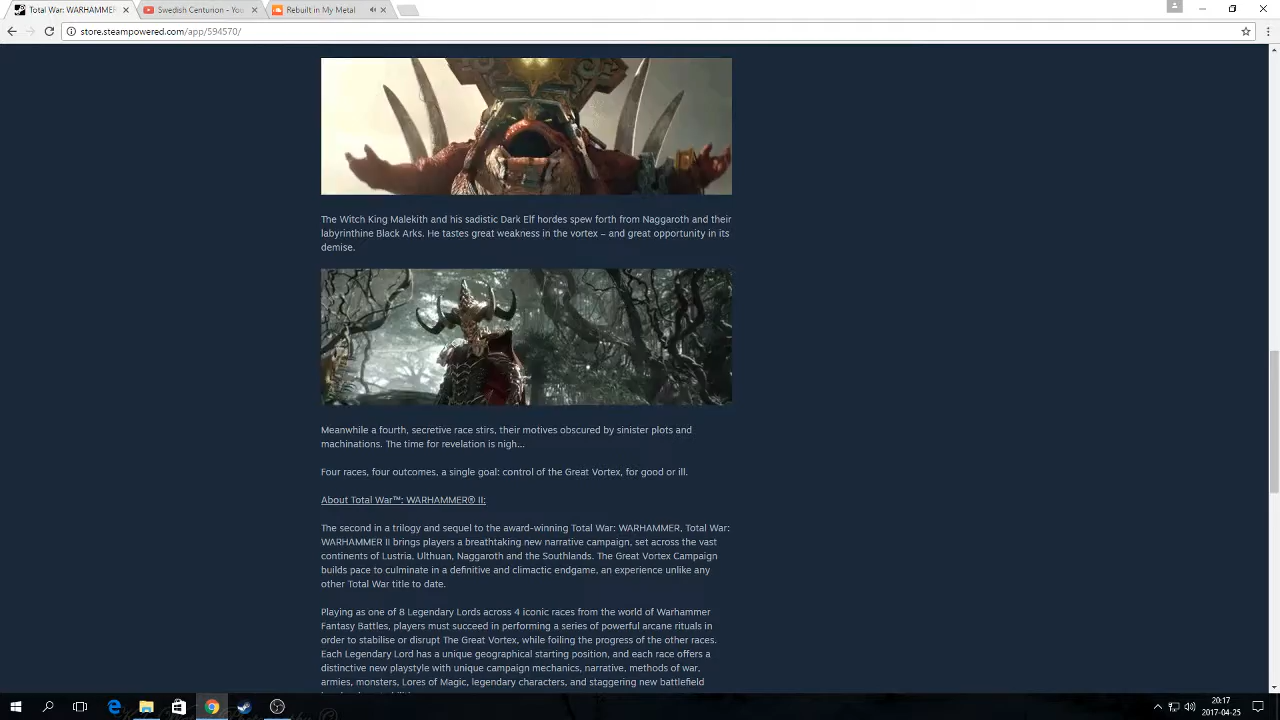 Total War: WARHAMMER
Swedish Centurion - You
Rebuilt in My Metal
store.steampowered.com/app/594570/
The Witch King Malekith and his sadistic Dark Elf hordes spew forth from Naggaroth and their
labyrinthine Black Arks. He tastes great weakness in the vortex – and great opportunity in its
demise.
Meanwhile a fourth, secretive race stirs, their motives obscured by sinister plots and
machinations. The time for revelation is nigh...
Four races, four outcomes, a single goal: control of the Great Vortex, for good or ill.
About Total War™: WARHAMMER® II:
The second in a trilogy and sequel to the award-winning Total War: WARHAMMER, Total War:
WARHAMMER II brings players a breathtaking new narrative campaign, set across the vast
continents of Lustria, Ulthuan, Naggaroth and the Southlands. The Great Vortex Campaign
builds pace to culminate in a definitive and climactic endgame, an experience unlike any
other Total War title to date.
Playing as one of 8 Legendary Lords across 4 iconic races from the world of Warhammer
Fantasy Battles, players must succeed in performing a series of powerful arcane rituals in
order to stabilise or disrupt The Great Vortex, while foiling the progress of the other races.
Each Legendary Lord has a unique geographical starting position, and each race offers a
distinctive new playstyle with unique campaign mechanics, narrative, methods of war,
armies, monsters, Lores of Magic, legendary characters, and staggering new battlefield
20:17
2017-04-25